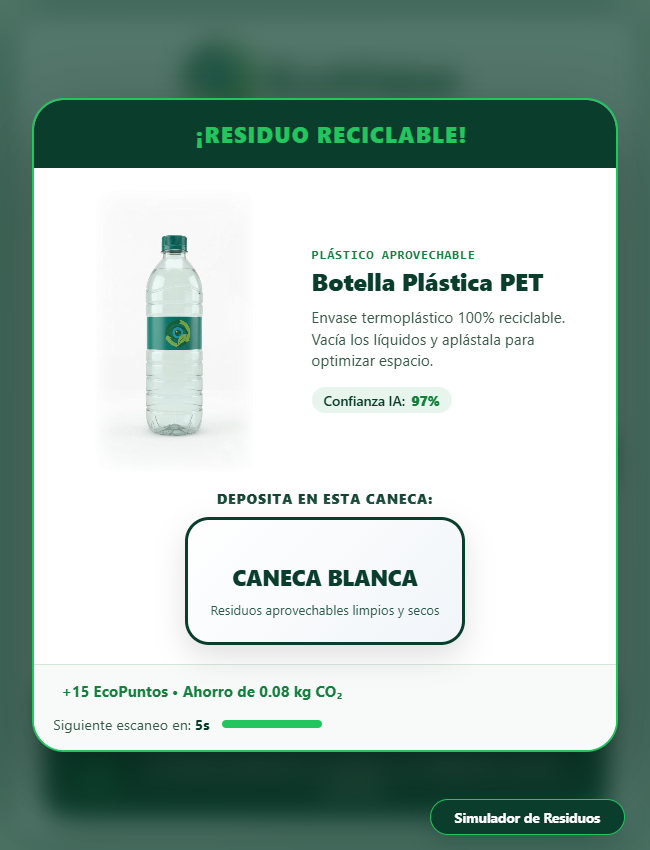 ¡RESIDUO RECICLABLE!
PLÁSTICO APROVECHABLE
Botella Plástica PET
Envase termoplástico 100% reciclable.
Vacía los líquidos y aplástala para
optimizar espacio.
Confianza IA: 97%
DEPOSITA EN ESTA CANECA:
CANECA BLANCA
Residuos aprovechables limpios y secos
+15 EcoPuntos • Ahorro de 0.08 kg CO₂
Siguiente escaneo en: 5s
Simulador de Residuos